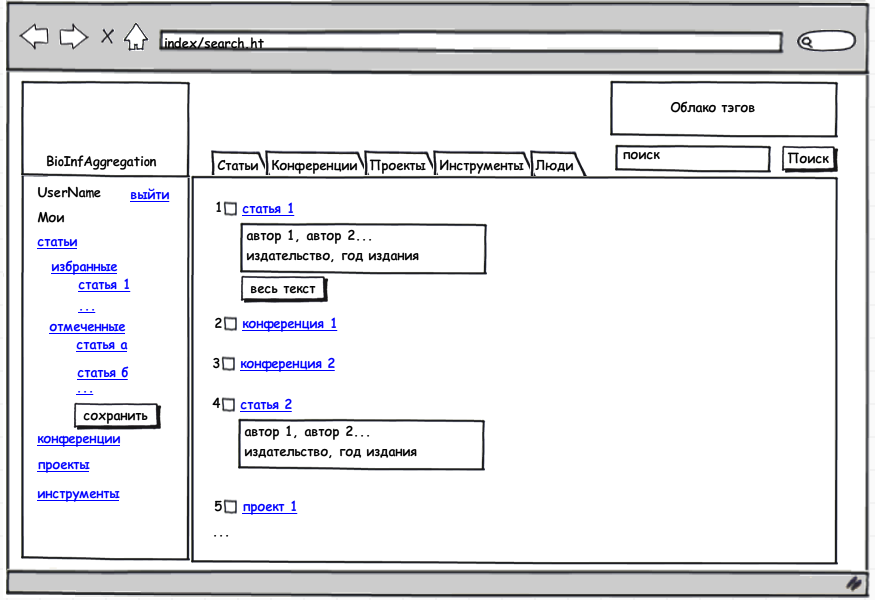 index/search.ht
Облако тэгов
BioInfAggregation
Статьи Конференции Проекты Инструменты Люди
поиск Поиск
UserName выйти
Мои
статьи
избранные
статья 1
...
отмеченные
статья а
статья б
...
сохранить
конференции
проекты
инструменты
1 статья 1
автор 1, автор 2...
издательство, год издания
весь текст
2 конференция 1
3 конференция 2
4 статья 2
автор 1, автор 2...
издательство, год издания
5 проект 1
...